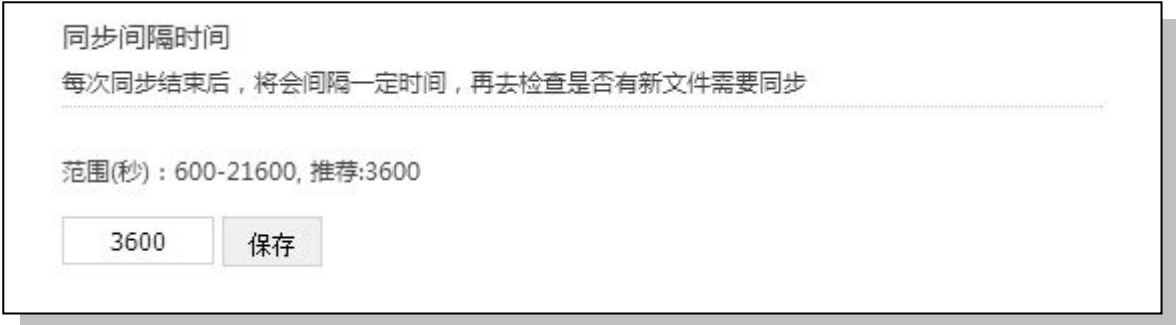 同步间隔时间
每次同步结束后，将会间隔一定时间，再去检查是否有新文件需要同步
范围(秙)：600-21600, 推荐:3600
3600 保存